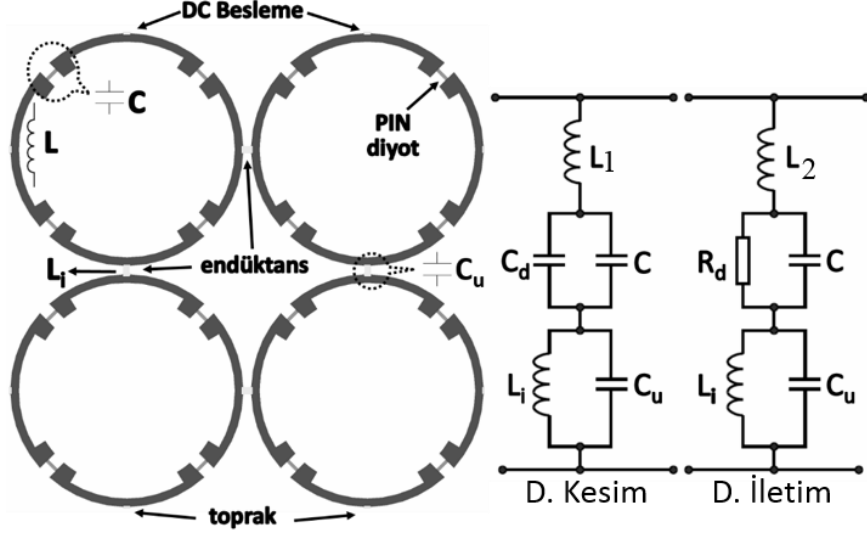 DC Besleme
C
L
PIN
diyot
Li
endüktans
Cu
toprak
L1
Cd
C
Li
Cu
D. Kesim
L2
Rd
C
Li
Cu
D. İletim